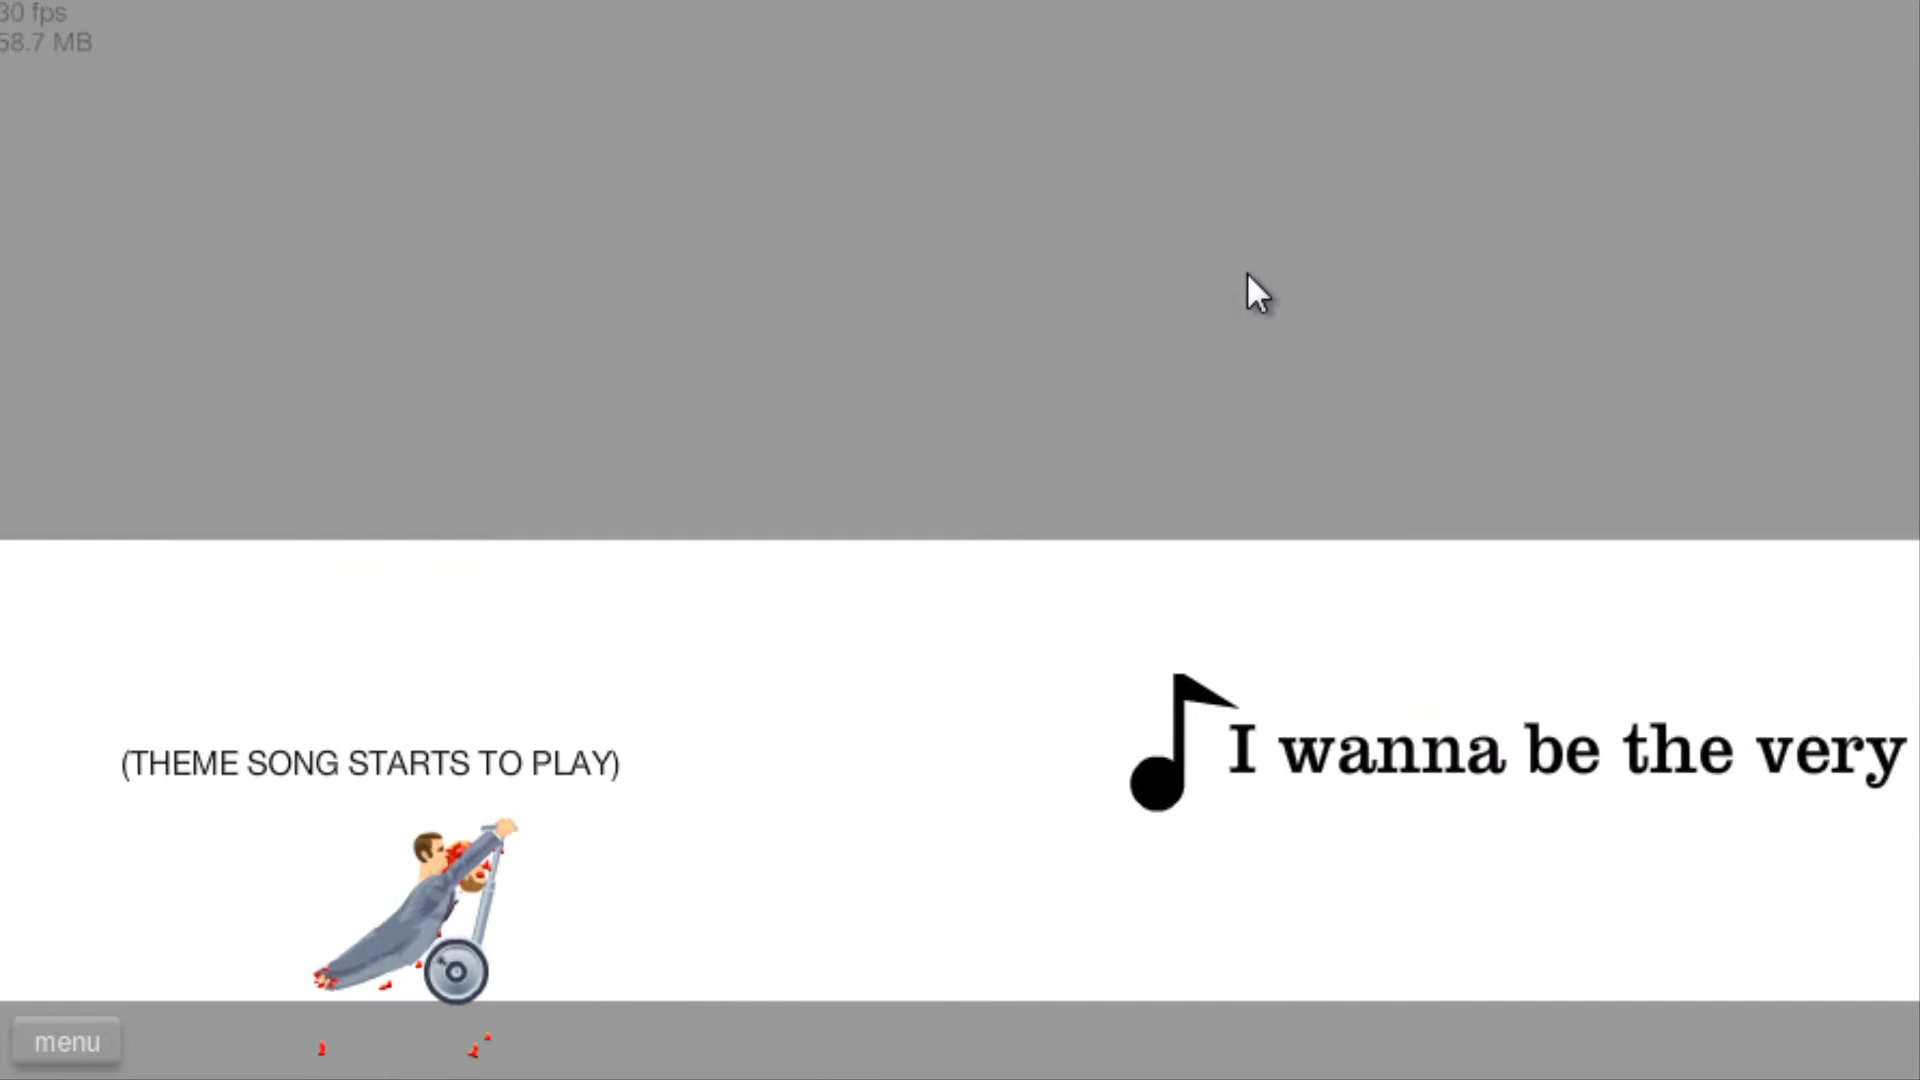 30 fps
58.7 MB
(THEME SONG STARTS TO PLAY)
I wanna be the very
menu